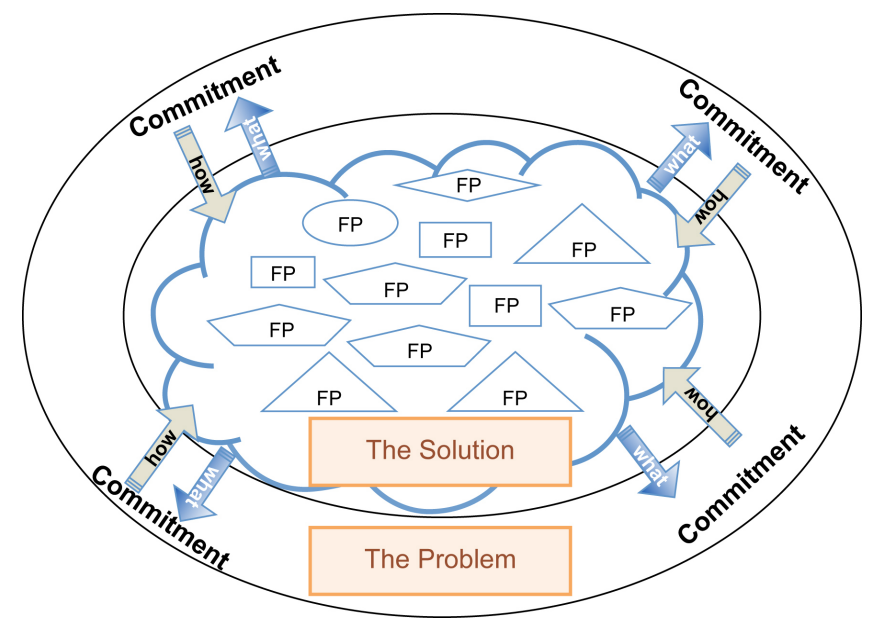 Commitment
Commitment
what
how
what
how
FP
FP
FP
FP
FP
FP
FP
FP
FP
FP
FP
FP
FP
how
how
what
what
The Solution
Commitment
Commitment
The Problem